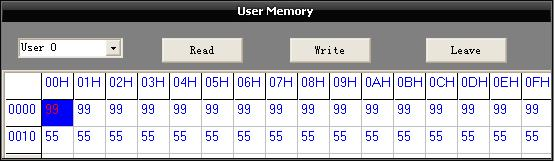 User Memory
User 0 Read Write Leave
00H 01H 02H 03H 04H 05H 06H 07H 08H 09H 0AH 0BH 0CH 0DH 0EH 0FH
0000 99 99 99 99 99 99 99 99 99 99 99 99 99 99 99 99
0010 55 55 55 55 55 55 55 55 55 55 55 55 55 55 55 55